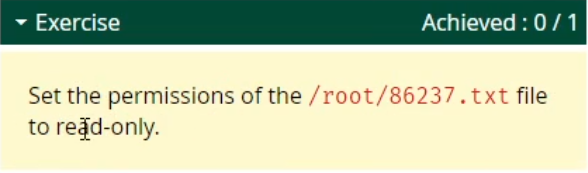 Exercise
Achieved : 0 / 1
Set the permissions of the /root/86237.txt file
to read-only.